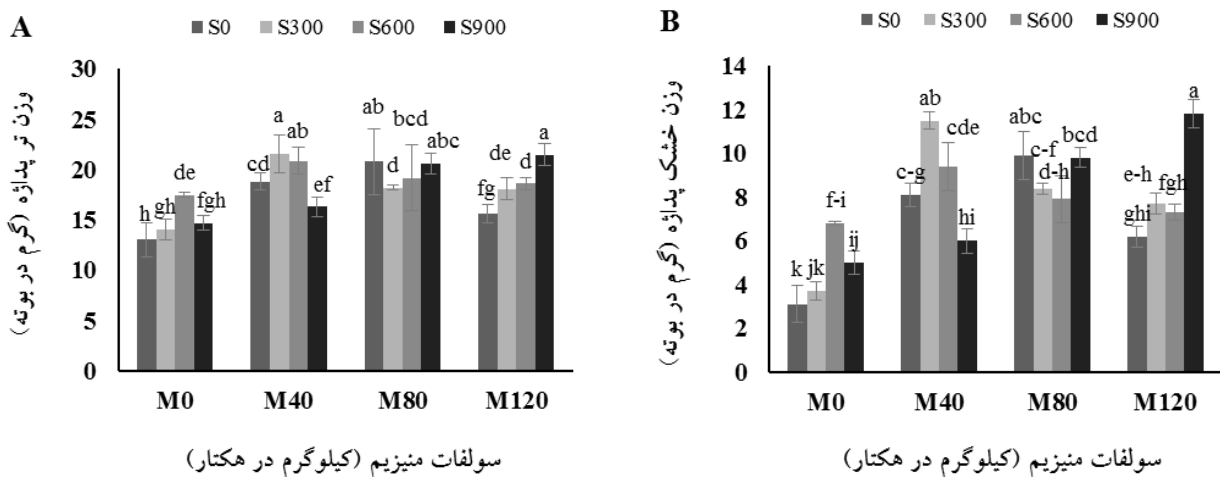 A
S0 S300 S600 S900
وزن تر پداژه (گرم در بوته)
30
25
20
15
10
5
0
h gh de fgh
cd a ab ef
ab d bcd abc
fg de d a
M0 M40 M80 M120
سولفات منیزیم (کیلوگرم در هکتار)
B
S0 S300 S600 S900
وزن خشک پداژه (گرم در بوته)
14
12
10
8
6
4
2
0
k jk f-i ij
c-g ab cde hi
abc c-f d-h bcd
ghi e-h fgh a
M0 M40 M80 M120
سولفات منیزیم (کیلوگرم در هکتار)